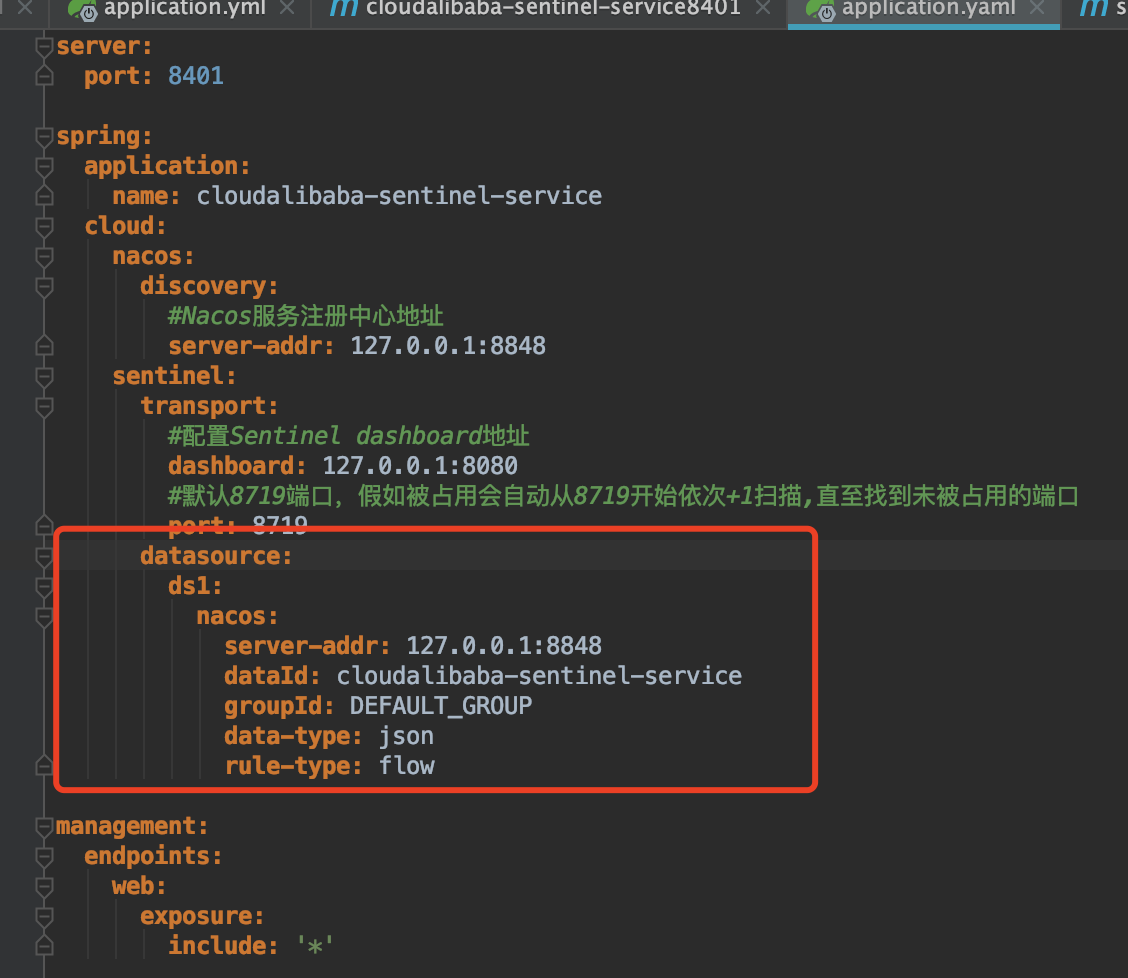 application.yml
cloudalibaba-sentinel-service8401
application.yaml
server:
  port: 8401
spring:
  application:
    name: cloudalibaba-sentinel-service
  cloud:
    nacos:
      discovery:
        #Nacos服务注册中心地址
        server-addr: 127.0.0.1:8848
    sentinel:
      transport:
        #配置Sentinel dashboard地址
        dashboard: 127.0.0.1:8080
        #默认8719端口，假如被占用会自动从8719开始依次+1扫描,直至找到未被占用的端口
        port: 8719
      datasource:
        ds1:
          nacos:
            server-addr: 127.0.0.1:8848
            dataId: cloudalibaba-sentinel-service
            groupId: DEFAULT_GROUP
            data-type: json
            rule-type: flow
management:
  endpoints:
    web:
      exposure:
        include: '*'